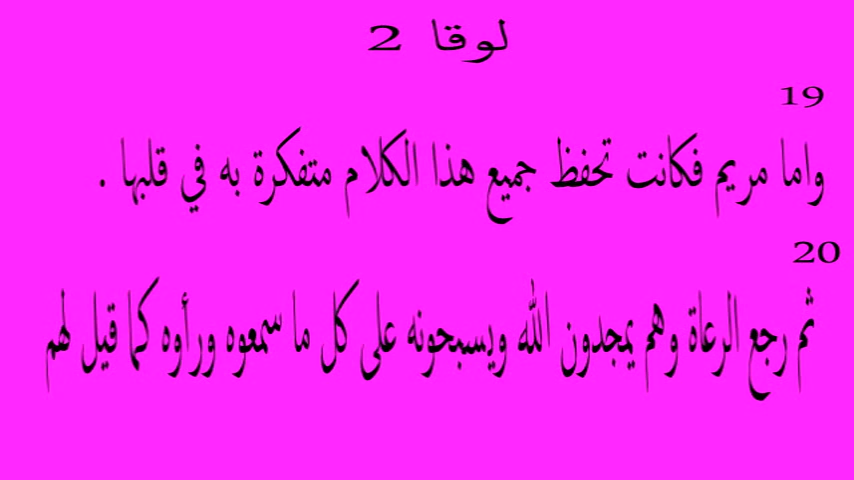 لوقا 2
19
واما مريم فكانت تحفظ جميع هذا الكلام متفكرة به في قلبها .
20
ثم رجع الرعاة وهم يمجدون الله ويسبحونه على كل ما سمعوه ورأوه كما قيل لهم